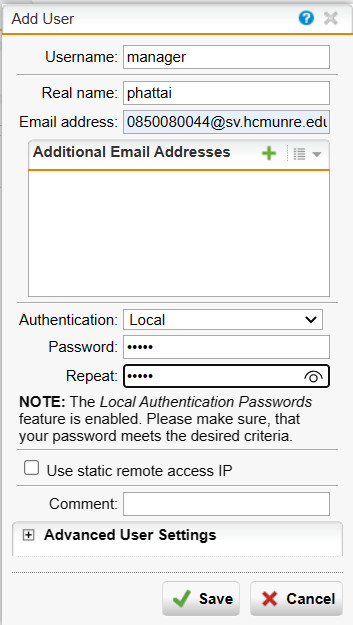 Add User
Username: manager
Real name: phattai
Email address: 0850080044@sv.hcmunre.edu
Additional Email Addresses
Authentication: Local
Password: •••••
Repeat: •••••
NOTE: The Local Authentication Passwords
feature is enabled. Please make sure, that
your password meets the desired criteria.
Use static remote access IP
Comment:
Advanced User Settings
Save Cancel